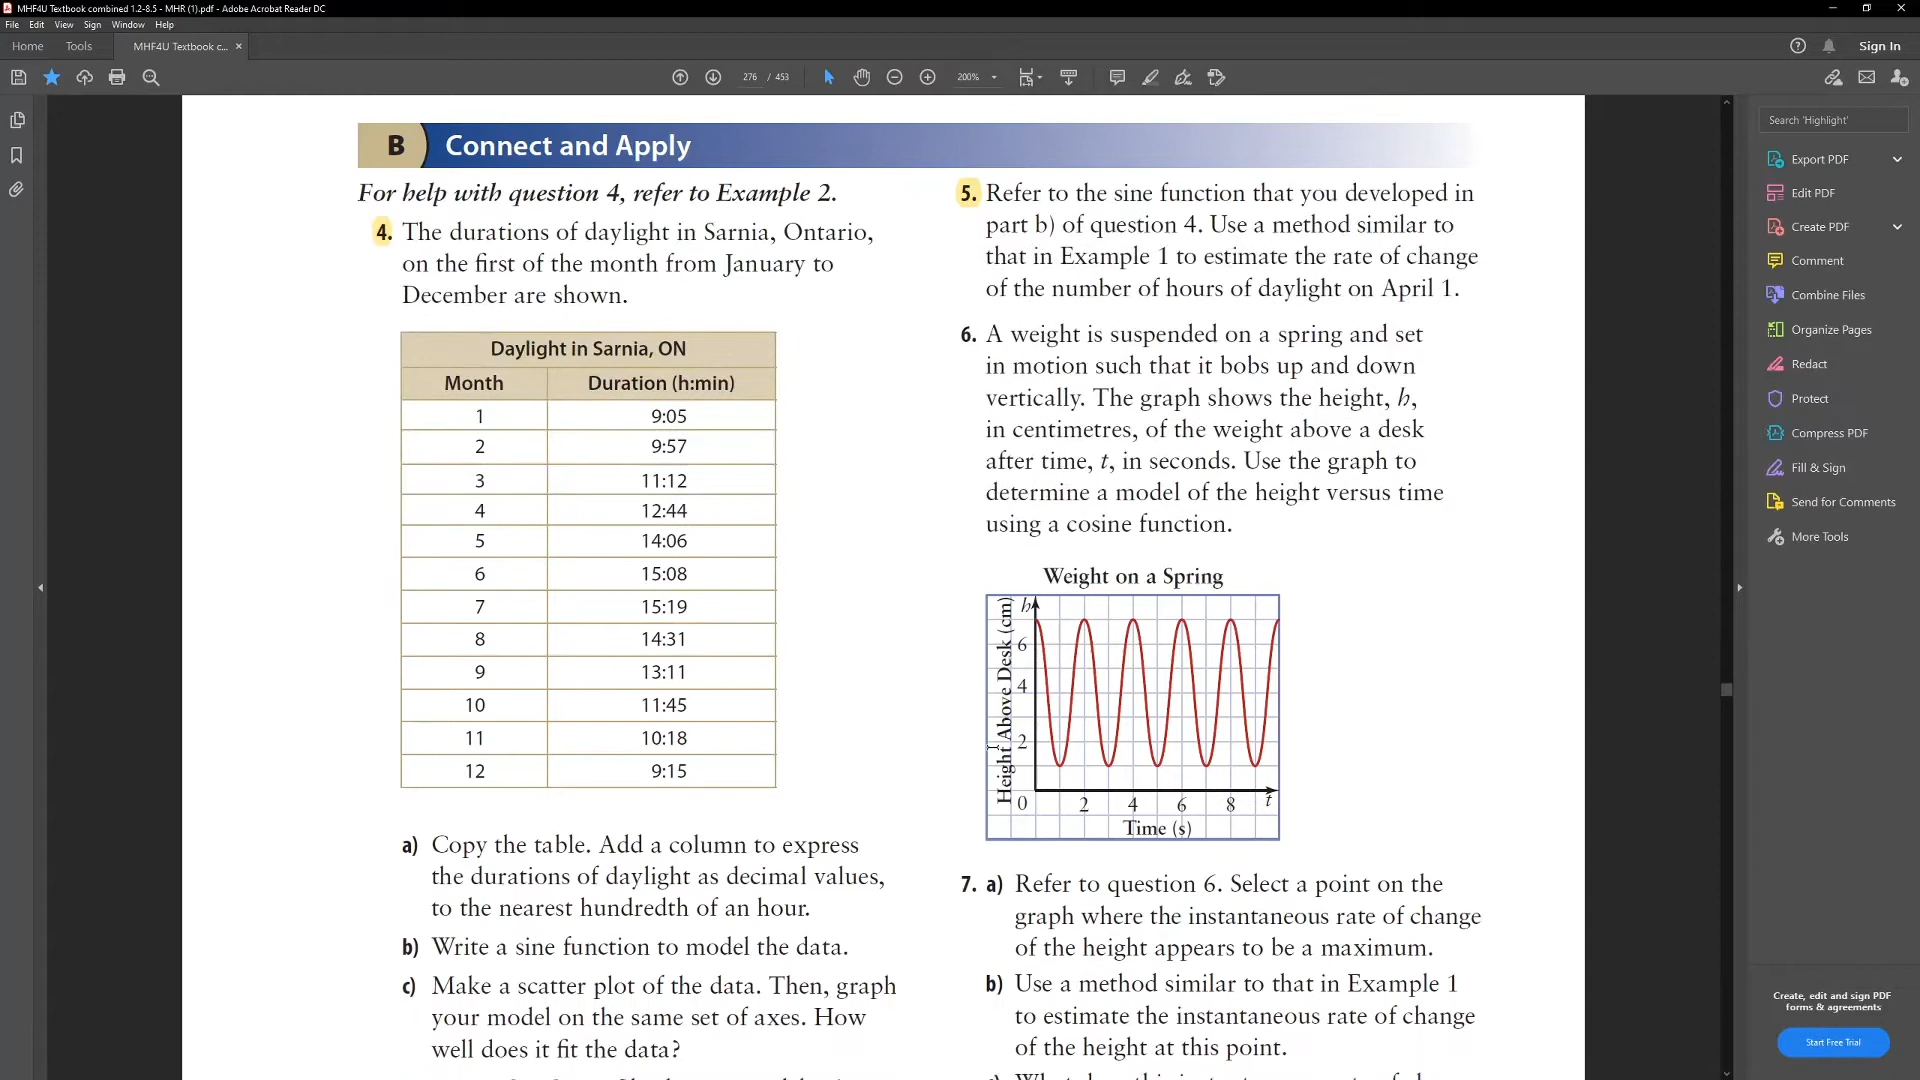 MHF4U Textbook combined 1.2-8.5 - MHR (1).pdf - Adobe Acrobat Reader DC
File Edit View Sign Window Help
Home Tools MHF4U Textbook c... × Sign In
276 / 453 200%
B Connect and Apply
For help with question 4, refer to Example 2.
4. The durations of daylight in Sarnia, Ontario,
on the first of the month from January to
December are shown.
Daylight in Sarnia, ON
Month Duration (h:min)
1 9:05
2 9:57
3 11:12
4 12:44
5 14:06
6 15:08
7 15:19
8 14:31
9 13:11
10 11:45
11 10:18
12 9:15
a) Copy the table. Add a column to express
the durations of daylight as decimal values,
to the nearest hundredth of an hour.
b) Write a sine function to model the data.
c) Make a scatter plot of the data. Then, graph
your model on the same set of axes. How
well does it fit the data?
5. Refer to the sine function that you developed in
part b) of question 4. Use a method similar to
that in Example 1 to estimate the rate of change
of the number of hours of daylight on April 1.
6. A weight is suspended on a spring and set
in motion such that it bobs up and down
vertically. The graph shows the height, h,
in centimetres, of the weight above a desk
after time, t, in seconds. Use the graph to
determine a model of the height versus time
using a cosine function.
Weight on a Spring
Height Above Desk (cm)
h
6
4
2
0 2 4 6 8 t
Time (s)
7. a) Refer to question 6. Select a point on the
graph where the instantaneous rate of change
of the height appears to be a maximum.
b) Use a method similar to that in Example 1
to estimate the instantaneous rate of change
of the height at this point.
Search 'Highlight'
Export PDF
Edit PDF
Create PDF
Comment
Combine Files
Organize Pages
Redact
Protect
Compress PDF
Fill & Sign
Send for Comments
More Tools
Create, edit and sign PDF
forms & agreements
Start Free Trial